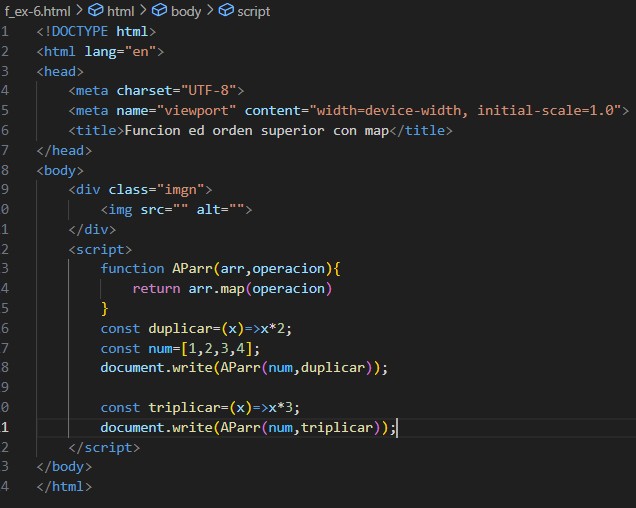 f_ex-6.html > html > body > script
1 <!DOCTYPE html>
2 <html lang="en">
3 <head>
4 <meta charset="UTF-8">
5 <meta name="viewport" content="width=device-width, initial-scale=1.0">
6 <title>Funcion ed orden superior con map</title>
7 </head>
8 <body>
9 <div class="imgn">
0 <img src="" alt="">
1 </div>
2 <script>
3 function AParr(arr,operacion){
4 return arr.map(operacion)
5 }
6 const duplicar=(x)=>x*2;
7 const num=[1,2,3,4];
8 document.write(AParr(num,duplicar));
9
0 const triplicar=(x)=>x*3;
1 document.write(AParr(num,triplicar));
2 </script>
3 </body>
4 </html>